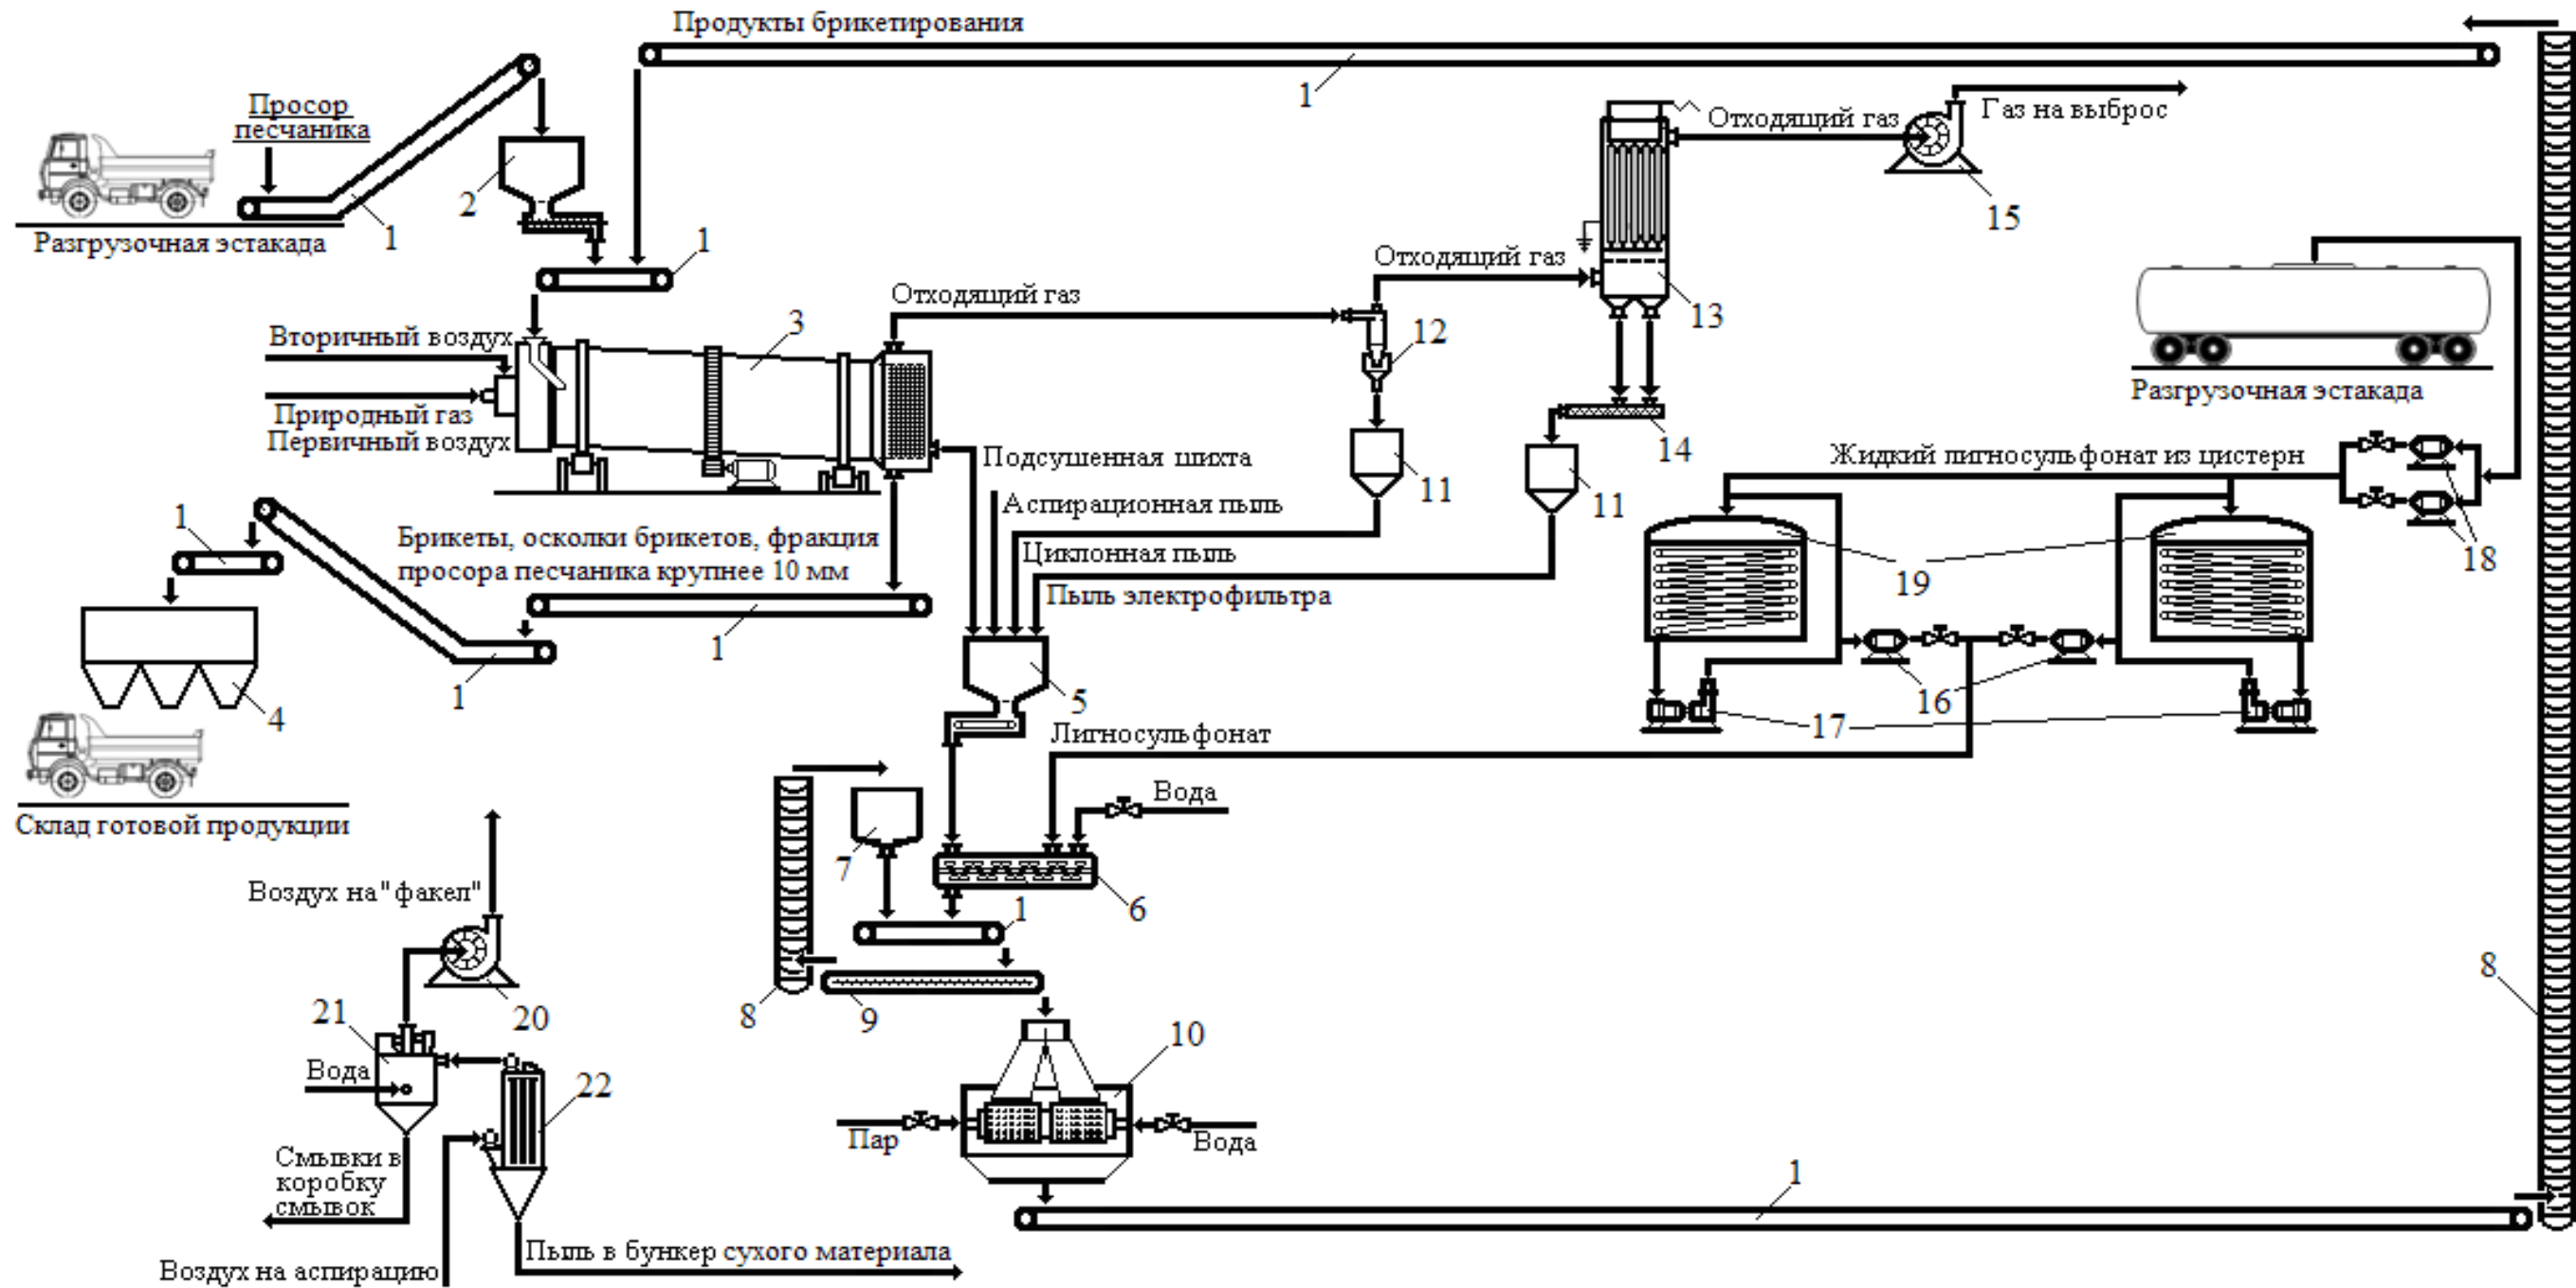 Продукты брикетирования
1
Просор
песчаника
Отходящий газ
Газ на выброс
2
15
1
Разгрузочная эстакада
1
Отходящий газ
Отходящий газ
13
Вторичный воздух
3
12
Природный газ
Первичный воздух
Разгрузочная эстакада
14
Подсушенная шихта
Жидкий лигносульфонат из цистерн
11
11
Аспирационная пыль
1
Брикеты, осколки брикетов, фракция
просора песчаника крупнее 10 мм
Циклонная пыль
18
19
Пыль электрофильтра
1
1
5
16
4
17
Лигносульфонат
Вода
Склад готовой продукции
7
Воздух на "факел"
6
1
8
8
9
20
21
10
Вода
22
Пар
Вода
Смывки в
коробку
смывок
1
Пыль в бункер сухого материала
Воздух на аспирацию